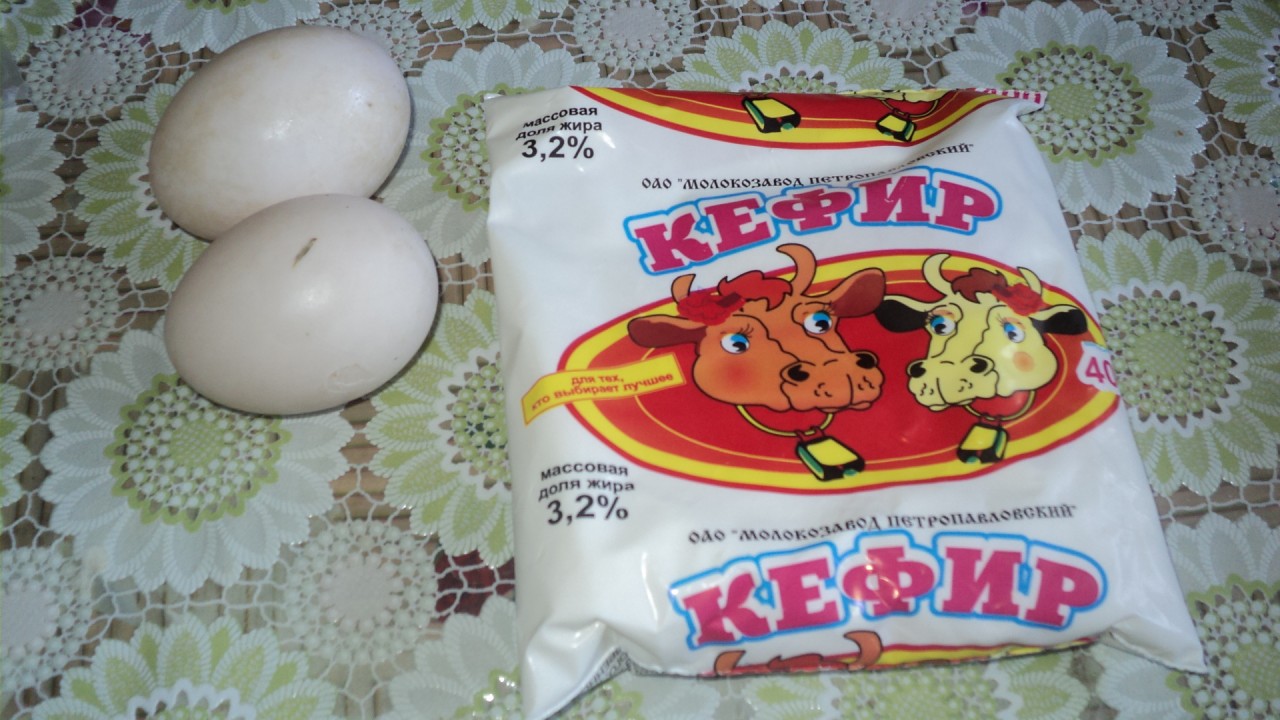 массовая
доля жира
3,2%
ОАО "МОЛОКОЗАВОД ПЕТРОПАВЛОВСКИЙ"
КЕФИР
для тех,
кто выбирает лучшее
40
массовая
доля жира
3,2%
ОАО "МОЛОКОЗАВОД ПЕТРОПАВЛОВСКИЙ"
КЕФИР